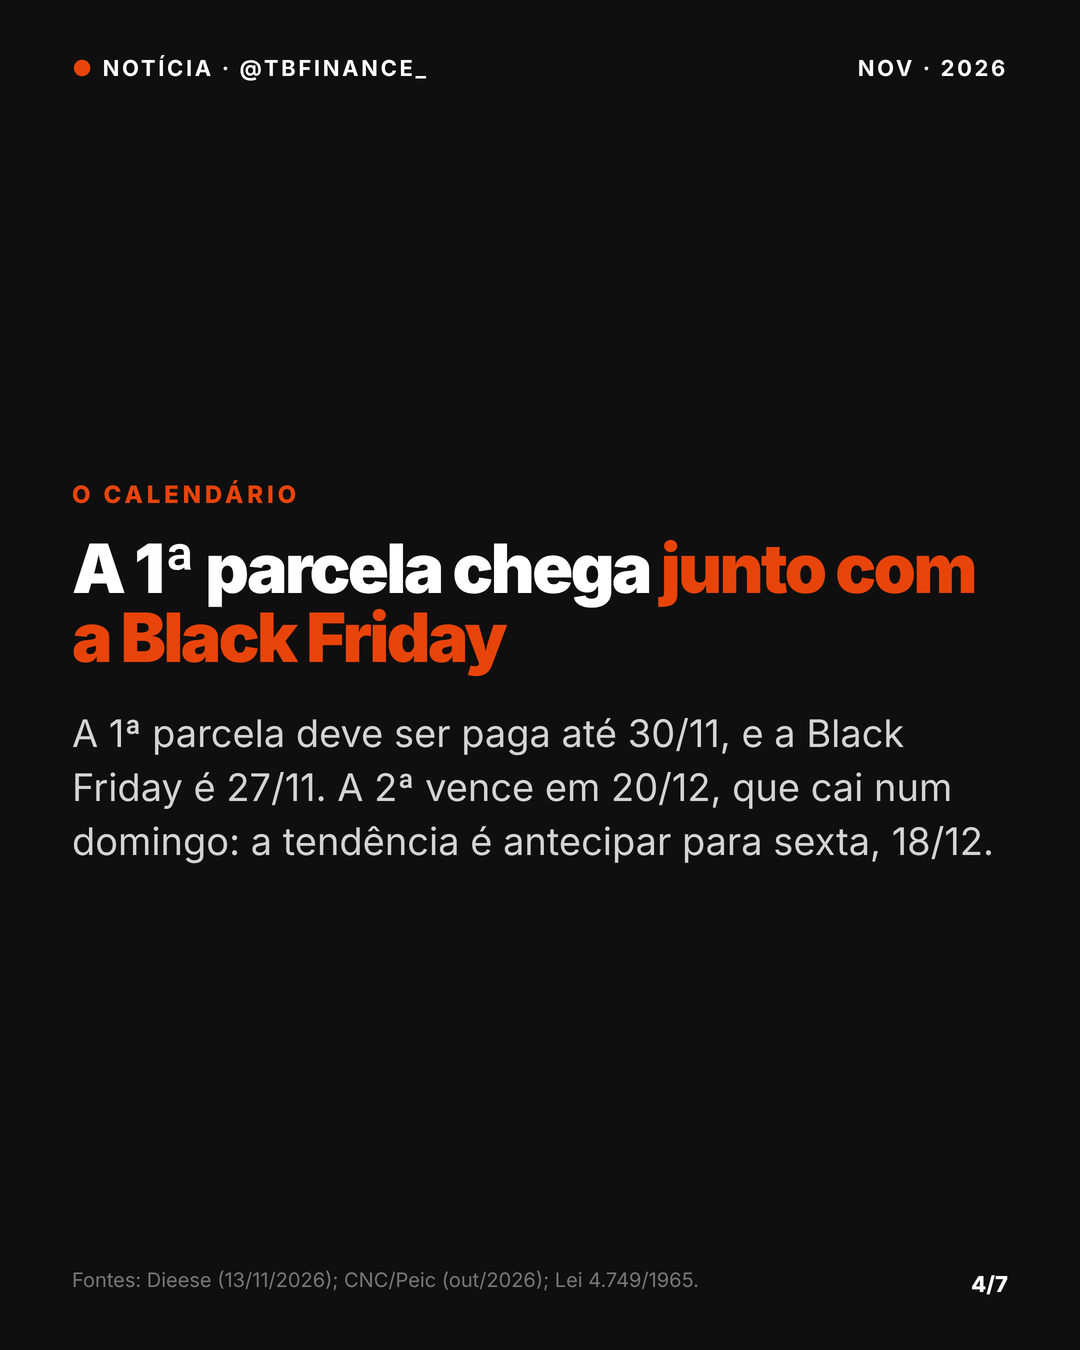 NOTÍCIA · @TBFINANCE_
NOV · 2026
O CALENDÁRIO
A 1ª parcela chega junto com
a Black Friday
A 1ª parcela deve ser paga até 30/11, e a Black
Friday é 27/11. A 2ª vence em 20/12, que cai num
domingo: a tendência é antecipar para sexta, 18/12.
Fontes: Dieese (13/11/2026); CNC/Peic (out/2026); Lei 4.749/1965.
4/7